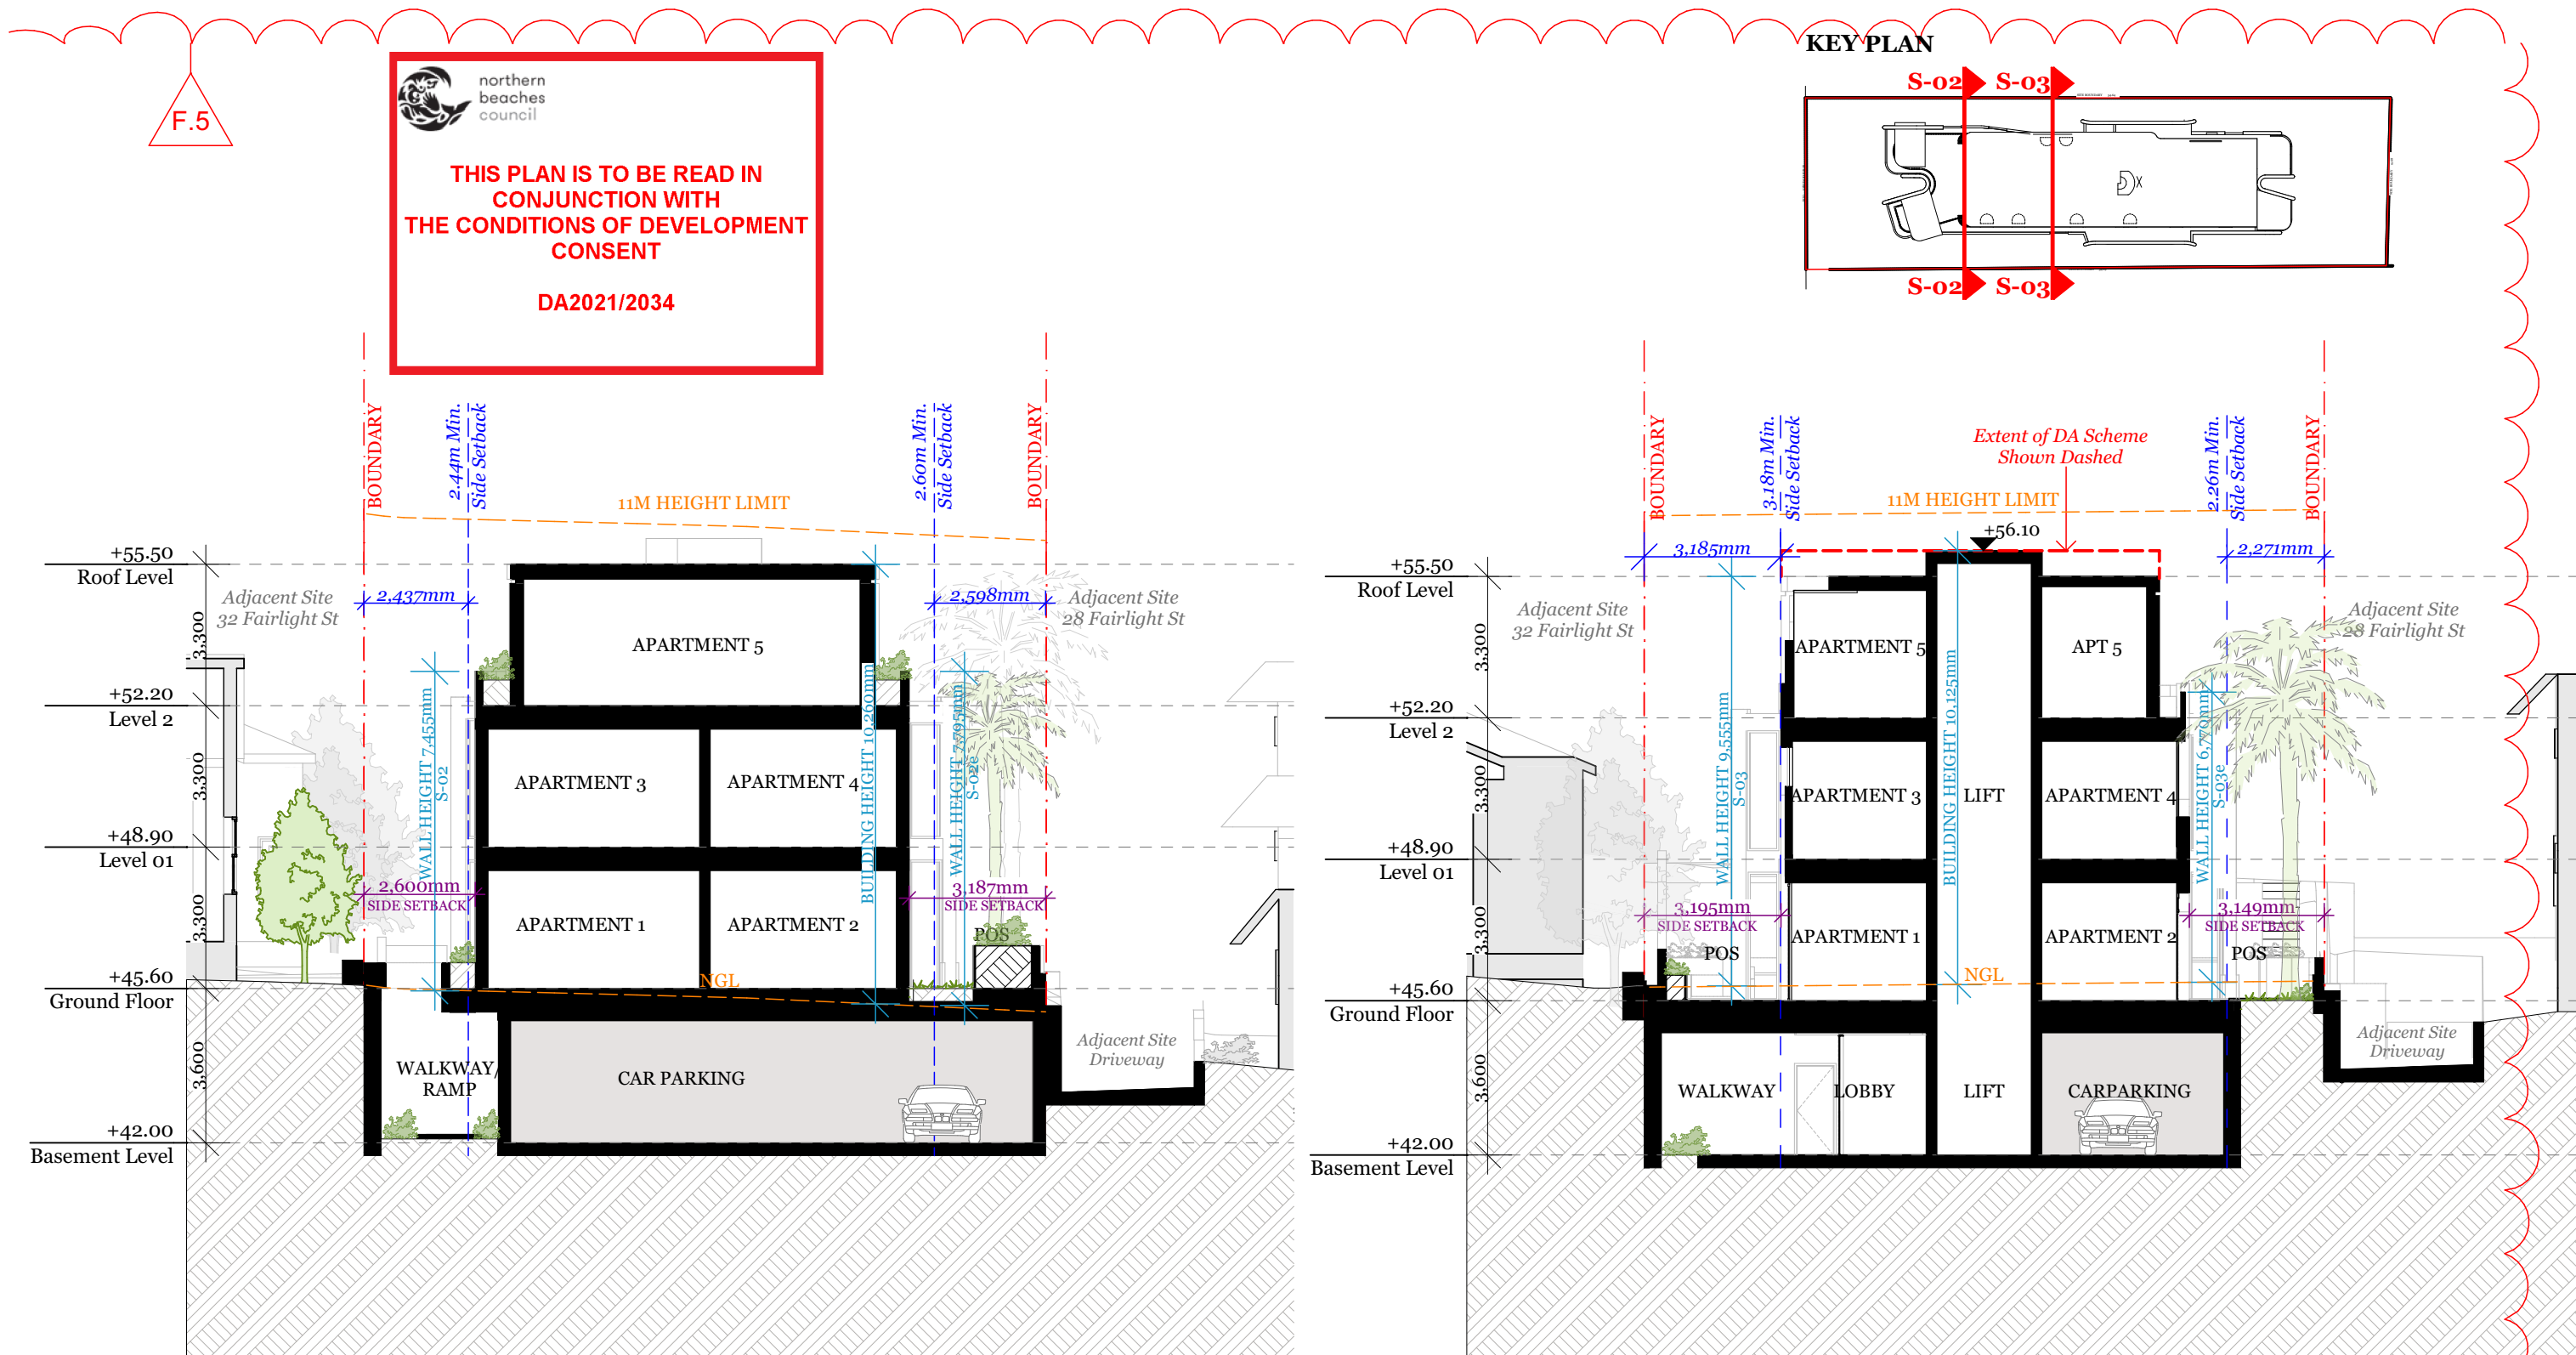 F.5
northern
beaches
council
THIS PLAN IS TO BE READ IN
CONJUNCTION WITH
THE CONDITIONS OF DEVELOPMENT
CONSENT
DA2021/2034
KEY PLAN
S-02
S-03
S-02
S-03
BOUNDARY
2.44m Min.
Side Setback
2.60m Min.
Side Setback
BOUNDARY
11M HEIGHT LIMIT
+55.50
Roof Level
+52.20
Level 2
+48.90
Level 01
+45.60
Ground Floor
+42.00
Basement Level
3,300
3,300
3,300
3,600
Adjacent Site
32 Fairlight St
2,437mm
2,598mm
Adjacent Site
28 Fairlight St
APARTMENT 5
WALL HEIGHT 7,455mm
S-02
APARTMENT 3
APARTMENT 4
BUILDING HEIGHT 10,260mm
WALL HEIGHT 7,795mm
S-02e
2,600mm
SIDE SETBACK
3,187mm
SIDE SETBACK
APARTMENT 1
APARTMENT 2
POS
NGL
WALKWAY/
RAMP
CAR PARKING
Adjacent Site
Driveway
BOUNDARY
3.18m Min.
Side Setback
Extent of DA Scheme
Shown Dashed
2.26m Min.
Side Setback
BOUNDARY
11M HEIGHT LIMIT
+56.10
3,185mm
2,271mm
+55.50
Roof Level
+52.20
Level 2
+48.90
Level 01
+45.60
Ground Floor
+42.00
Basement Level
3,300
3,300
3,300
3,600
Adjacent Site
32 Fairlight St
Adjacent Site
28 Fairlight St
APARTMENT 5
APT 5
WALL HEIGHT 9,555mm
S-03
BUILDING HEIGHT 10,125mm
WALL HEIGHT 6,770mm
S-03e
APARTMENT 3
LIFT
APARTMENT 4
3,195mm
SIDE SETBACK
3,149mm
SIDE SETBACK
APARTMENT 1
APARTMENT 2
POS
POS
NGL
WALKWAY
LOBBY
LIFT
CARPARKING
Adjacent Site
Driveway